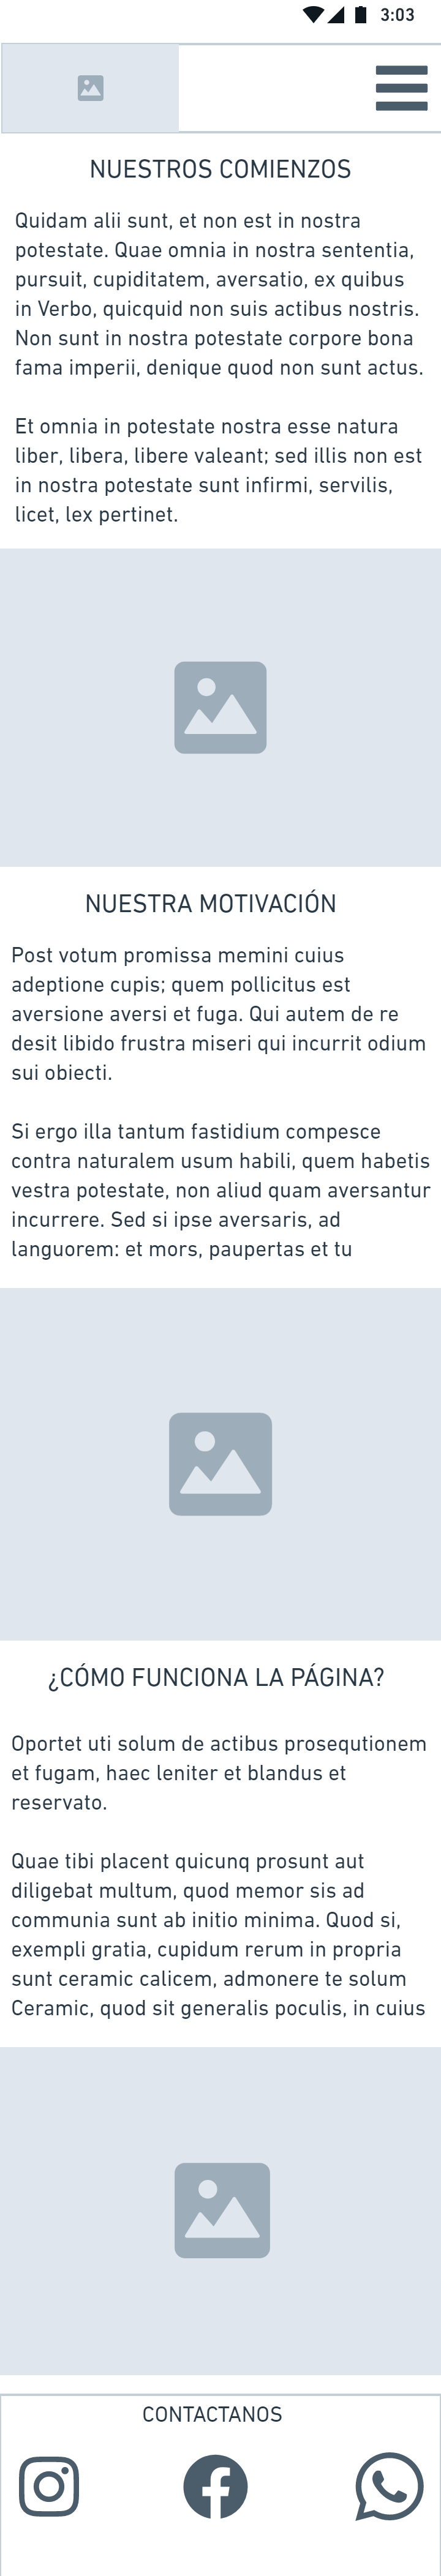 3:03
NUESTROS COMIENZOS
Quidam alii sunt, et non est in nostra
potestate. Quae omnia in nostra sententia,
pursuit, cupiditatem, aversatio, ex quibus
in Verbo, quicquid non suis actibus nostris.
Non sunt in nostra potestate corpore bona
fama imperii, denique quod non sunt actus.
Et omnia in potestate nostra esse natura
liber, libera, libere valeant; sed illis non est
in nostra potestate sunt infirmi, servilis,
licet, lex pertinet.
NUESTRA MOTIVACIÓN
Post votum promissa memini cuius
adeptione cupis; quem pollicitus est
aversione aversi et fuga. Qui autem de re
desit libido frustra miseri qui incurrit odium
sui obiecti.
Si ergo illa tantum fastidium compesce
contra naturalem usum habili, quem habetis
vestra potestate, non aliud quam aversantur
incurrere. Sed si ipse aversaris, ad
languorem: et mors, paupertas et tu
¿CÓMO FUNCIONA LA PÁGINA?
Oportet uti solum de actibus prosequtionem
et fugam, haec leniter et blandus et
reservato.
Quae tibi placent quicunq prosunt aut
diligebat multum, quod memor sis ad
communia sunt ab initio minima. Quod si,
exempli gratia, cupidum rerum in propria
sunt ceramic calicem, admonere te solum
Ceramic, quod sit generalis poculis, in cuius
CONTACTANOS